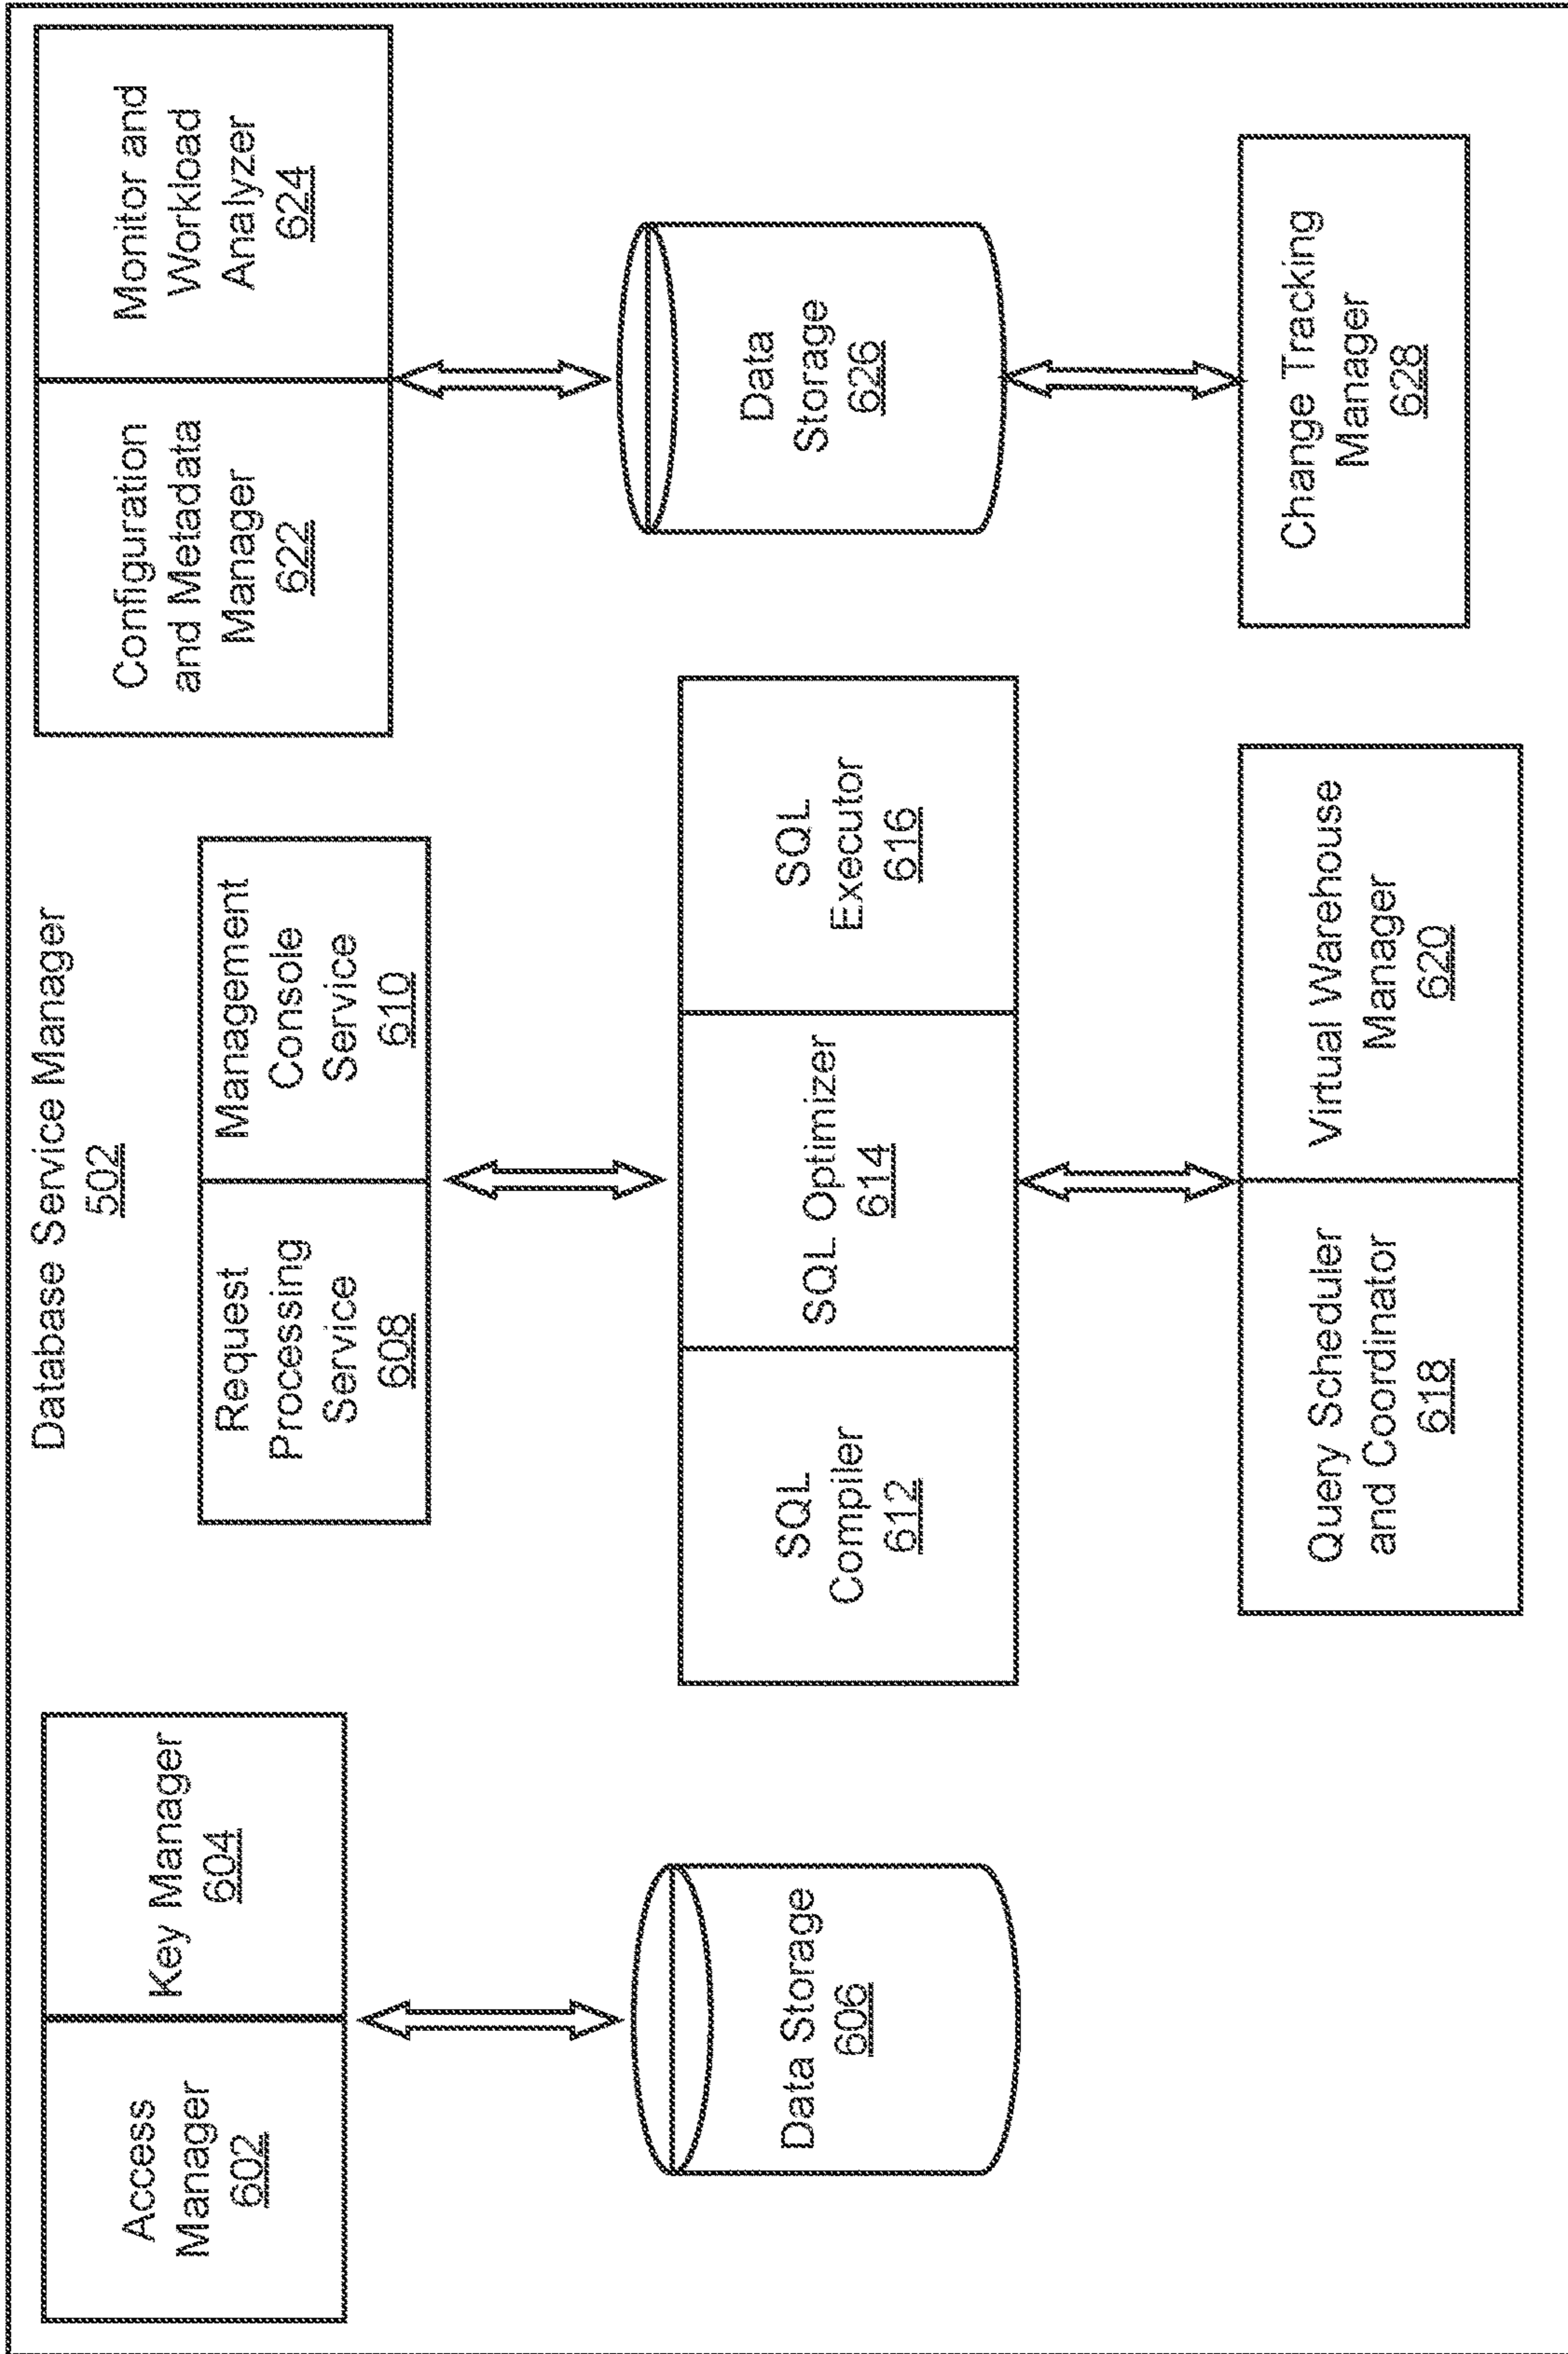 Database Service Manager
502
Access
Manager
602
Key Manager
604
Data Storage
606
Request
Processing
Service
608
Management
Console
Service
610
SQL
Compiler
612
SQL Optimizer
614
SQL
Executor
616
Query Scheduler
and Coordinator
618
Virtual Warehouse
Manager
620
Configuration
and Metadata
Manager
622
Monitor and
Workload
Analyzer
624
Data
Storage
626
Change Tracking
Manager
628